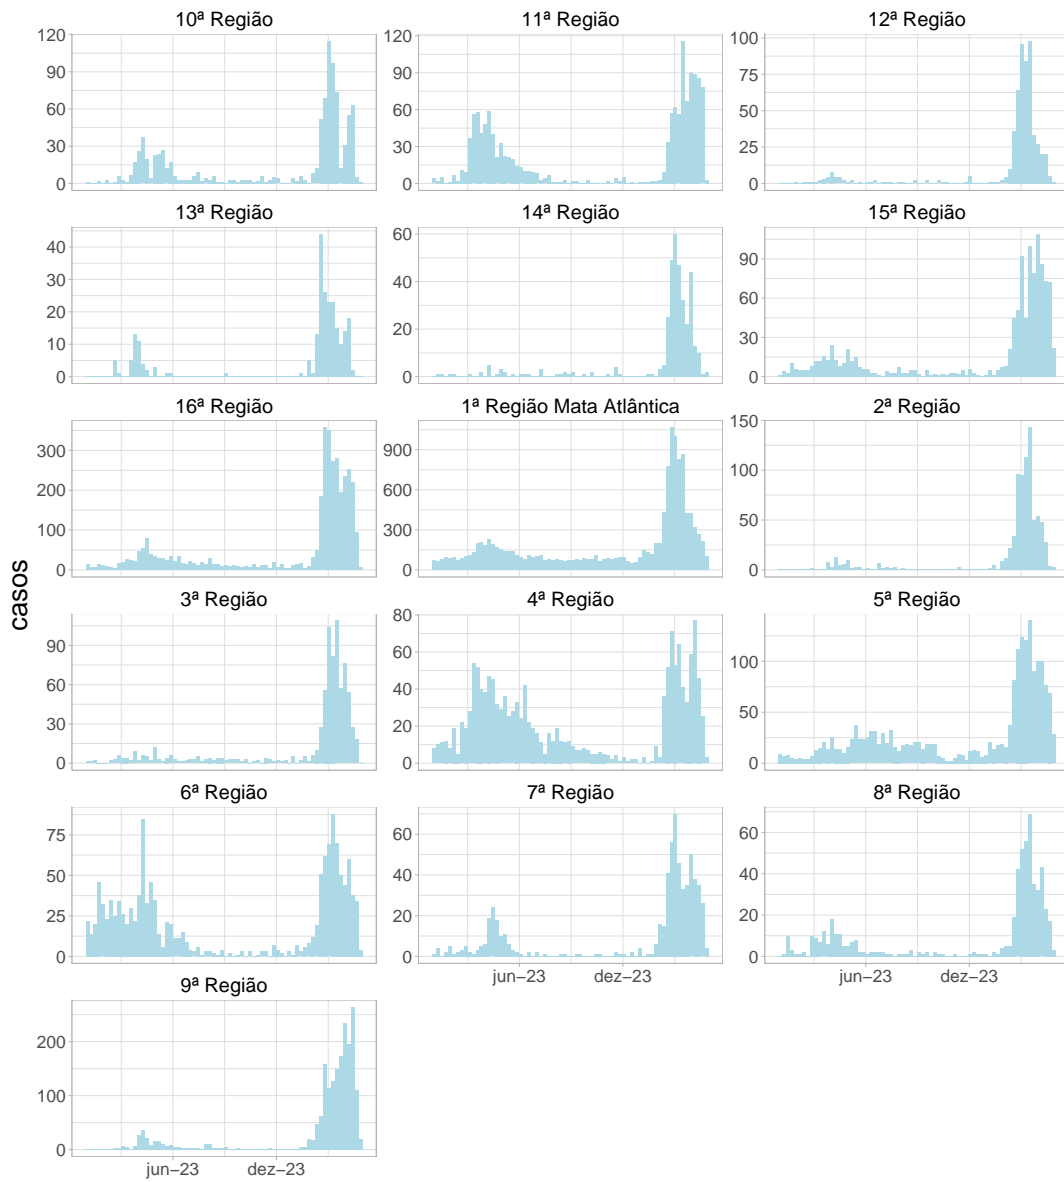 10ª Região
11ª Região
12ª Região
120
90
60
30
0
120
90
60
30
0
100
75
50
25
0
13ª Região
14ª Região
15ª Região
40
30
20
10
0
60
40
20
0
90
60
30
0
16ª Região
1ª Região Mata Atlântica
2ª Região
300
200
100
0
900
600
300
0
150
100
50
0
casos
3ª Região
4ª Região
5ª Região
90
60
30
0
80
60
40
20
0
100
50
0
6ª Região
7ª Região
8ª Região
75
50
25
0
60
40
20
0
60
40
20
0
jun−23
dez−23
jun−23
dez−23
9ª Região
200
100
0
jun−23
dez−23